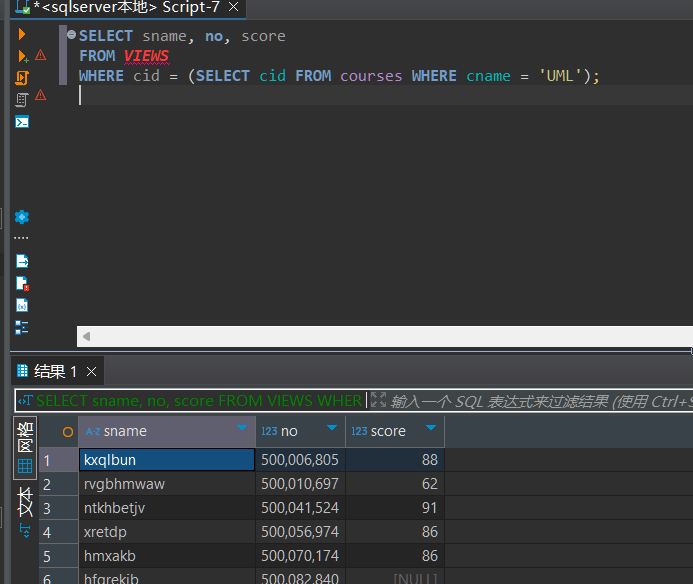 *<sqlserver本地> Script-7
SELECT sname, no, score
FROM VIEWS
WHERE cid = (SELECT cid FROM courses WHERE cname = 'UML');
结果 1
SELECT sname, no, score FROM VIEWS WHER
输入一个 SQL 表达式来过滤结果 (使用 Ctrl+S
网格
文本
A-Z sname 123 no 123 score
1 kxqlbun 500,006,805 88
2 rvgbhmwaw 500,010,697 62
3 ntkhbetjv 500,041,524 91
4 xretdp 500,056,974 86
5 hmxakb 500,070,174 86
6 hfqrekib 500,082,840 [NULL]